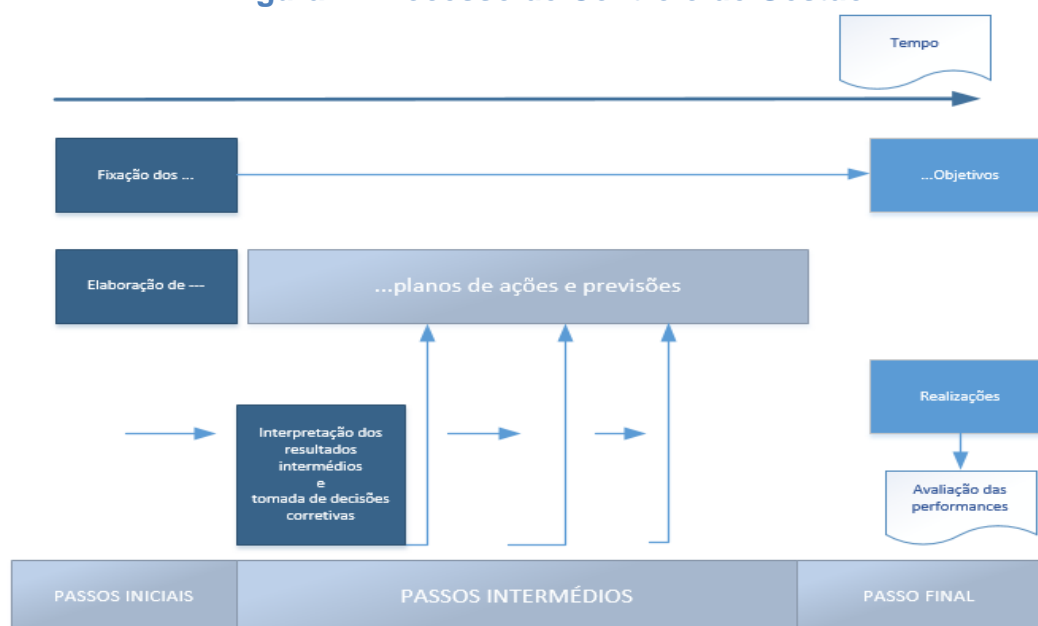 Tempo
Fixação dos ...
...Objetivos
Elaboração de ---
...planos de ações e previsões
Realizações
Interpretação dos
resultados
intermédios
e
tomada de decisões
corretivas
Avaliação das
performances
PASSOS INICIAIS
PASSOS INTERMÉDIOS
PASSO FINAL